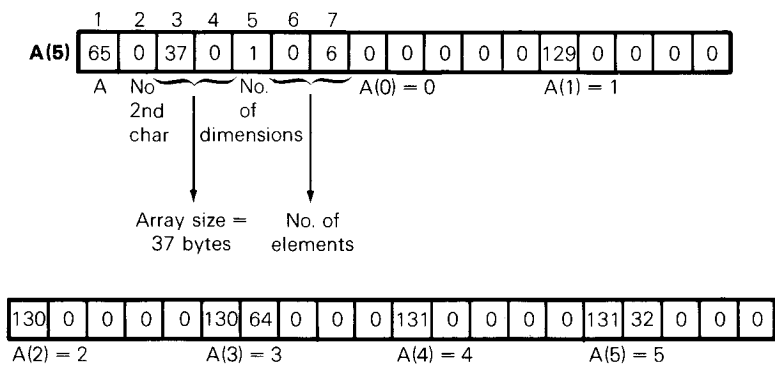 1 2 3 4 5 6 7
A(5) 65 0 37 0 1 0 6 0 0 0 0 0 129 0 0 0 0
A No No. A(0) = 0 A(1) = 1
2nd of
char dimensions
Array size = No. of
37 bytes elements
130 0 0 0 0 130 64 0 0 0 131 0 0 0 0 131 32 0 0 0
A(2) = 2 A(3) = 3 A(4) = 4 A(5) = 5